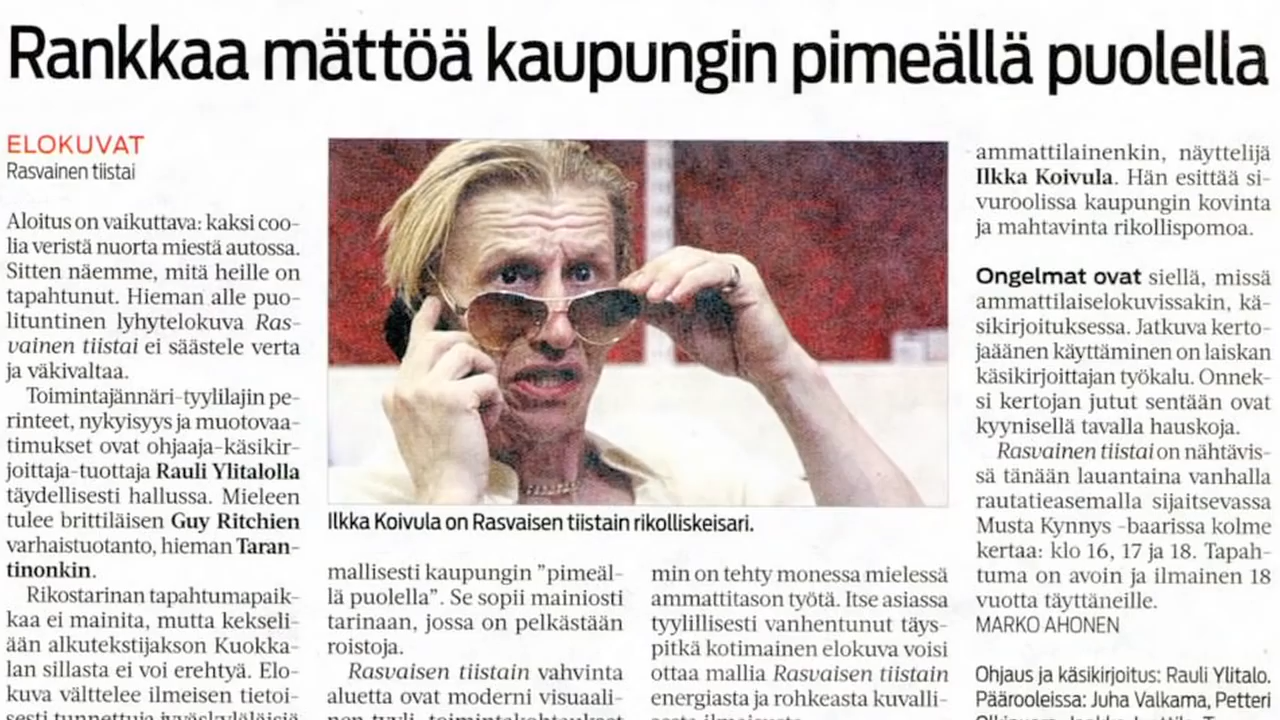 Rankkaa mättöä kaupungin pimeällä puolella
ELOKUVAT
Rasvainen tiistai
Aloitus on vaikuttava: kaksi coo-
lia veristä nuorta miestä autossa.
Sitten näemme, mitä heille on
tapahtunut. Hieman alle puo-
lituntinen lyhytelokuva Ras-
vainen tiistai ei säästele verta
ja väkivaltaa.
Toimintajännäri-tyylilajin pe-
rinteet, nykyisyys ja muotovaa-
timukset ovat ohjaaja-käsikir-
joittaja-tuottaja Rauli Ylitalolla
täydellisesti hallussa. Mieleen
tulee brittiläisen Guy Ritchien
varhaistuotanto, hieman Taran-
tinonkin.
Rikostarinan tapahtumapaik-
kaa ei mainita, mutta kekseli-
ään alkutekstijakson Kuokka-
lan sillasta ei voi erehtyä. Elo-
kuva välttelee ilmeisen tietoi-
sesti tunnettuja jyväskyläläisiä
Ilkka Koivula on Rasvaisen tiistain rikolliskeisari.
mallisesti kaupungin ”pimeäl-
lä puolella”. Se sopii mainiosti
tarinaan, jossa on pelkästään
roistoja.
Rasvaisen tiistain vahvinta
aluetta ovat moderni visuaali-
nen tyyli, toimintakohtaukset
min on tehty monessa mielessä
ammattitason työtä. Itse asiassa
tyylillisesti vanhentunut täys-
pitkä kotimainen elokuva voisi
ottaa mallia Rasvaisen tiistain
energiasta ja rohkeasta kuvalli-
sesta ilmaisusta.
ammattilainenkin, näyttelijä
Ilkka Koivula. Hän esittää si-
vuroolissa kaupungin kovinta
ja mahtavinta rikollispomoa.
Ongelmat ovat siellä, missä
ammattilaiselokuvissakin, kä-
sikirjoituksessa. Jatkuva kerto-
jaäänen käyttäminen on laiskan
käsikirjoittajan työkalu. Onnek-
si kertojan jutut sentään ovat
kyynisellä tavalla hauskoja.
Rasvainen tiistai on nähtävis-
sä tänään lauantaina vanhalla
rautatieasemalla sijaitsevassa
Musta Kynnys -baarissa kolme
kertaa: klo 16, 17 ja 18. Tapah-
tuma on avoin ja ilmainen 18
vuotta täyttäneille.
MARKO AHONEN
Ohjaus ja käsikirjoitus: Rauli Ylitalo.
Päärooleissa: Juha Valkama, Petteri